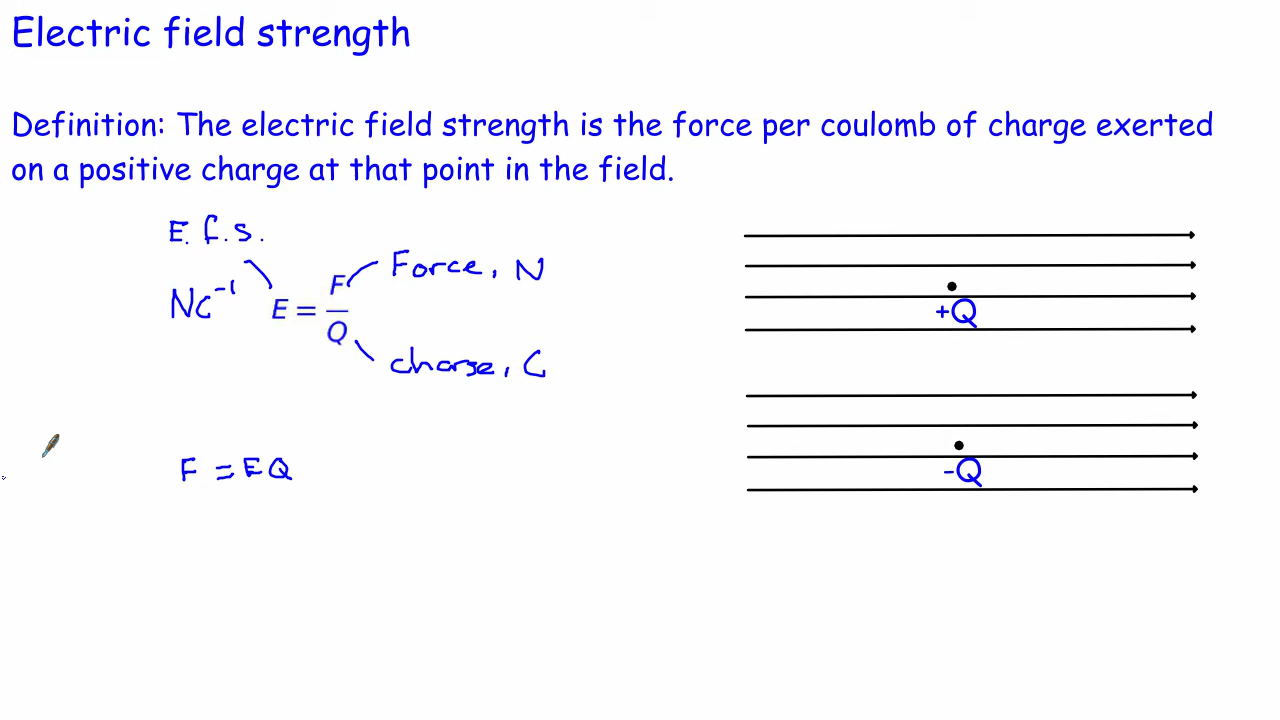 Electric field strength
Definition: The electric field strength is the force per coulomb of charge exerted
on a positive charge at that point in the field.
E.f.s.
Force, N
NC⁻¹
E = F/Q
charge, C
F = EQ
+Q
-Q